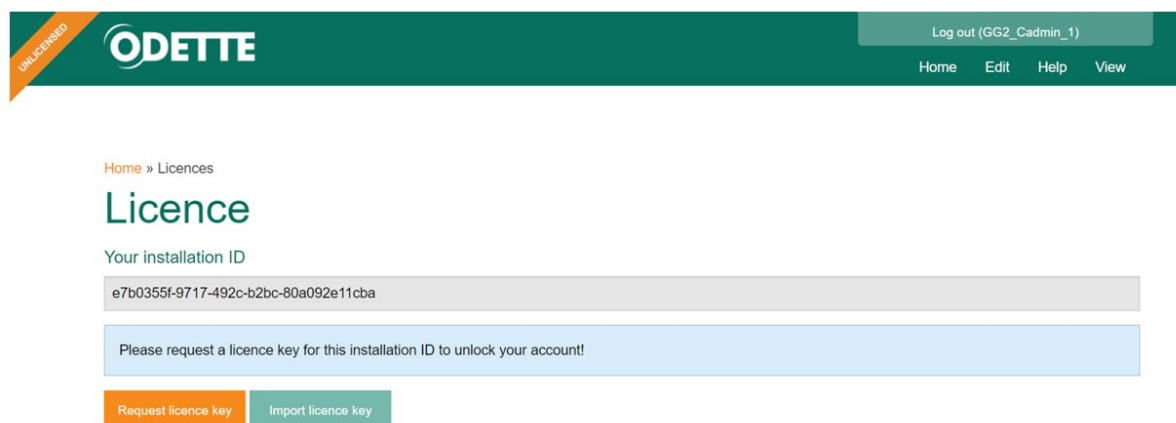 UNLICENSED
ODETTE
Log out (GG2_Cadmin_1)
Home Edit Help View
Home » Licences
Licence
Your installation ID
e7b0355f-9717-492c-b2bc-80a092e11cba
Please request a licence key for this installation ID to unlock your account!
Request licence key Import licence key